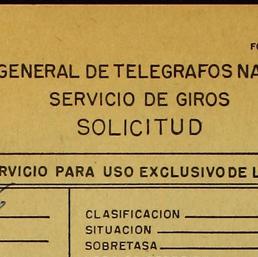 GENERAL DE TELEGRAFOS NA
SERVICIO DE GIROS
SOLICITUD
RVICIO PARA USO EXCLUSIVO DE L
CLASIFICACION
SITUACION
SOBRETASA